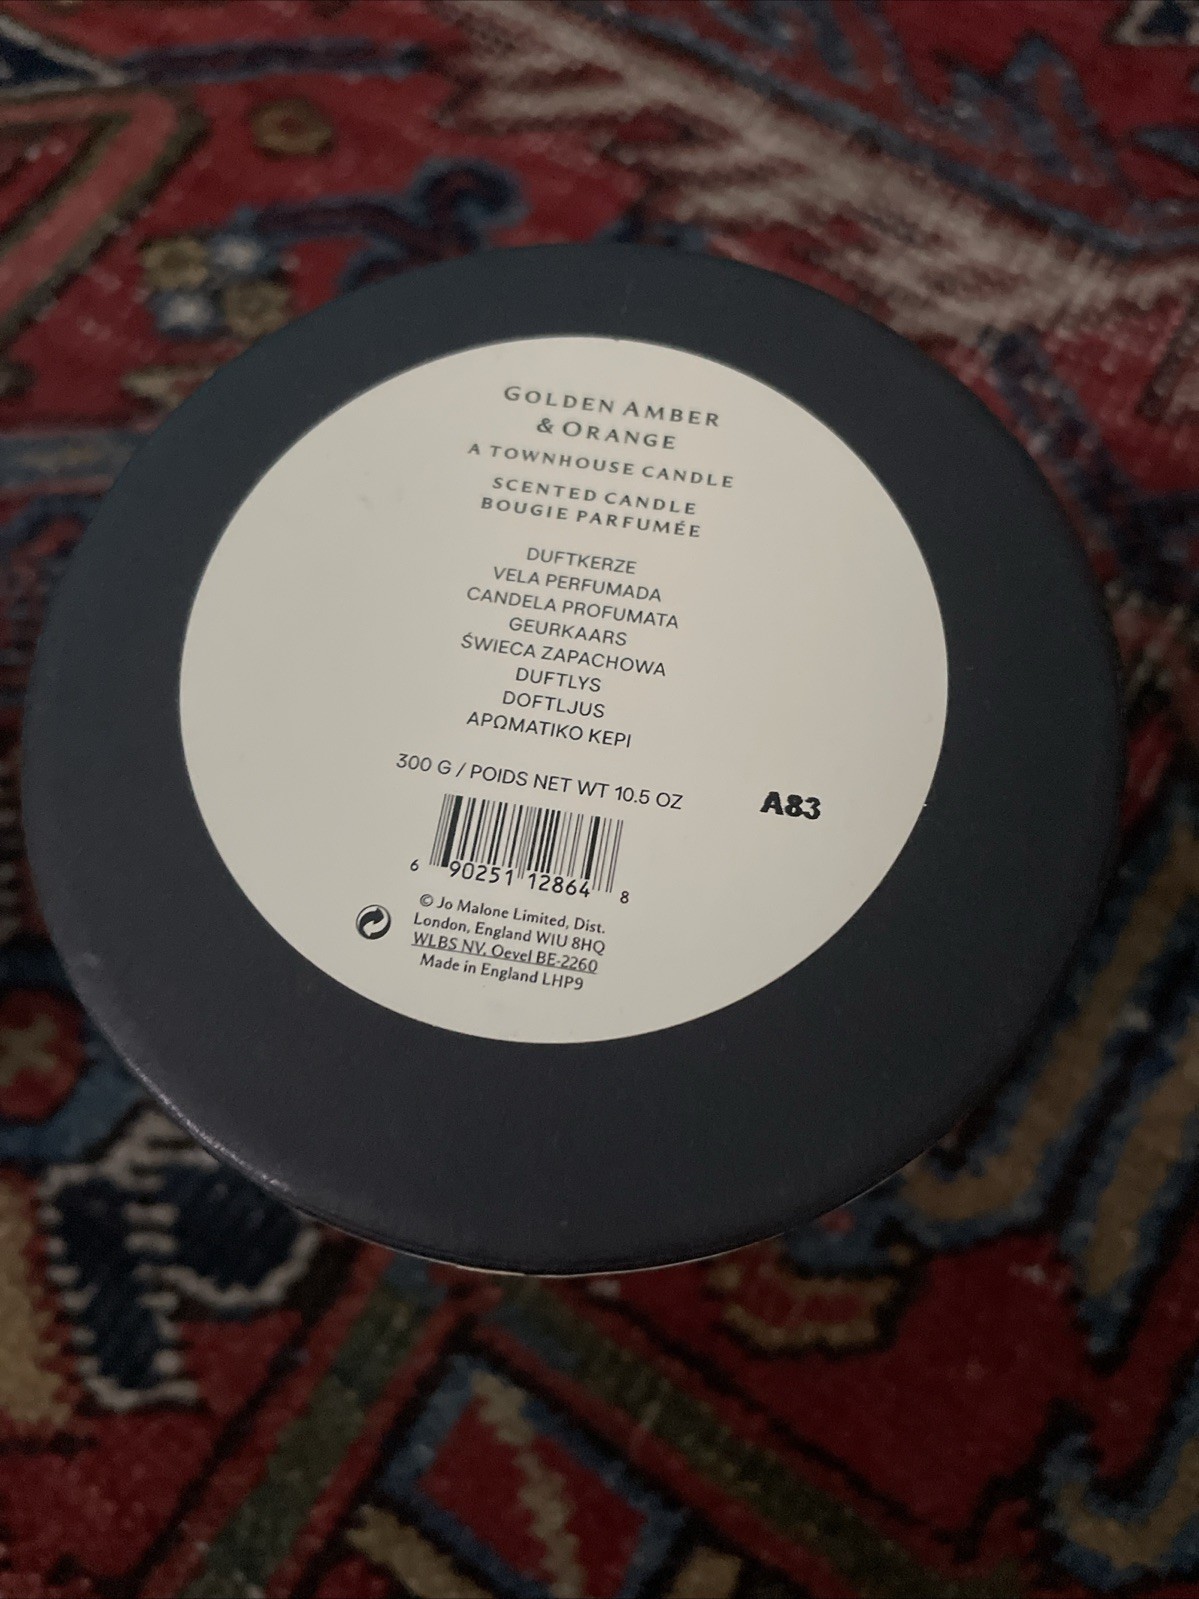 GOLDEN AMBER
& ORANGE
A TOWNHOUSE CANDLE
SCENTED CANDLE
BOUGIE PARFUMÉE
DUFTKERZE
VELA PERFUMADA
CANDELA PROFUMATA
GEURKAARS
ŚWIECA ZAPACHOWA
DUFTLYS
DOFTLJUS
ΑΡΩΜΑΤΙΚΟ ΚΕΡΙ
300 G / POIDS NET WT 10.5 OZ
A83
6 90251 12864 8
© Jo Malone Limited, Dist.
London, England WIU 8HQ
WLBS NV, Oevel BE-2260
Made in England LHP9